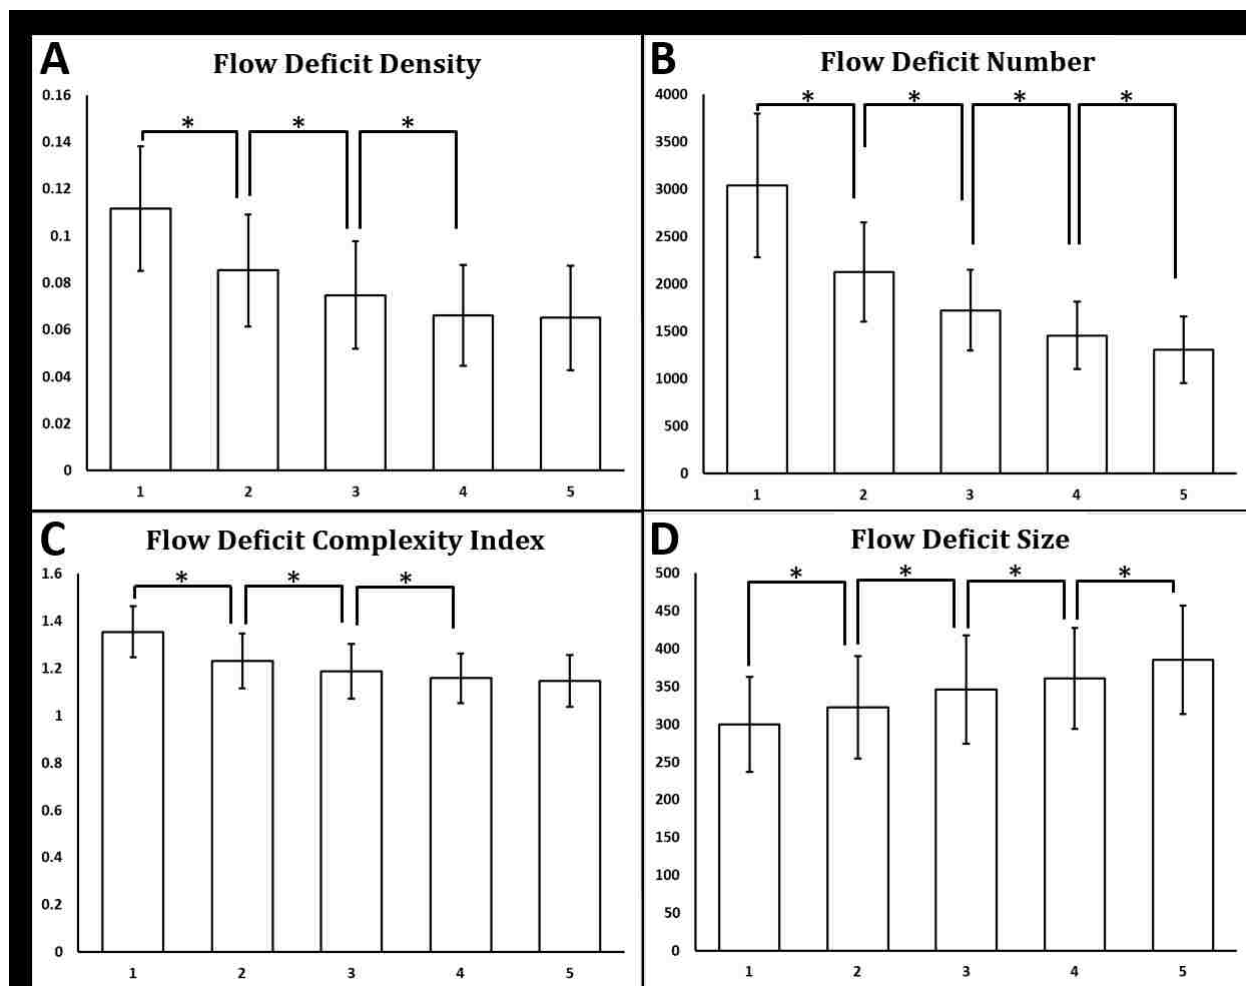 A
Flow Deficit Density
0.16
0.14
0.12
0.1
0.08
0.06
0.04
0.02
0
* * *
1 2 3 4 5
B
Flow Deficit Number
4000
3500
3000
2500
2000
1500
1000
500
0
* * * *
1 2 3 4 5
C
Flow Deficit Complexity Index
1.6
1.4
1.2
1
0.8
0.6
0.4
0.2
0
* * *
1 2 3 4 5
D
Flow Deficit Size
500
450
400
350
300
250
200
150
100
50
0
* * * *
1 2 3 4 5